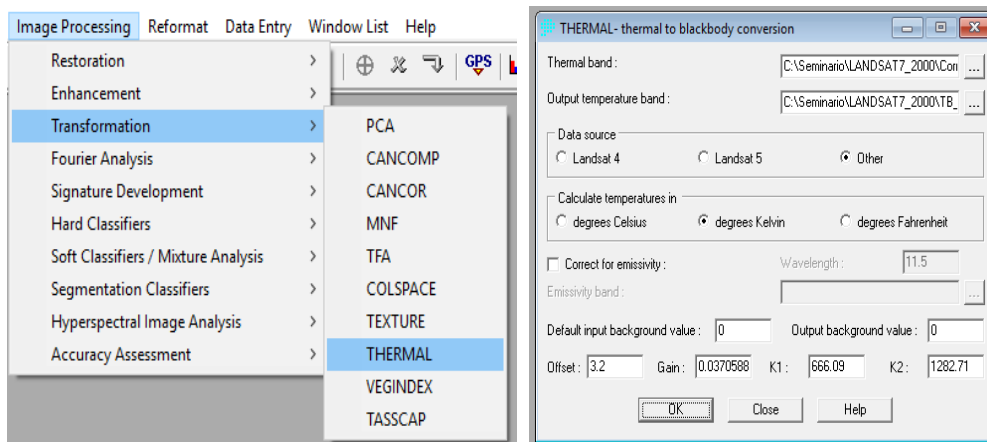 Image Processing Reformat Data Entry Window List Help
GPS
Restoration
Enhancement
Transformation
Fourier Analysis
Signature Development
Hard Classifiers
Soft Classifiers / Mixture Analysis
Segmentation Classifiers
Hyperspectral Image Analysis
Accuracy Assessment
PCA
CANCOMP
CANCOR
MNF
TFA
COLSPACE
TEXTURE
THERMAL
VEGINDEX
TASSCAP
THERMAL- thermal to blackbody conversion
Thermal band : C:\Seminario\LANDSAT7_2000\Con ...
Output temperature band : C:\Seminario\LANDSAT7_2000\TB_ ...
Data source
Landsat 4 Landsat 5 Other
Calculate temperatures in
degrees Celsius degrees Kelvin degrees Fahrenheit
Correct for emissivity : Wavelength : 11.5
Emissivity band : ...
Default input background value : 0 Output background value : 0
Offset : 3.2 Gain : 0.0370588 K1 : 666.09 K2 : 1282.71
OK Close Help